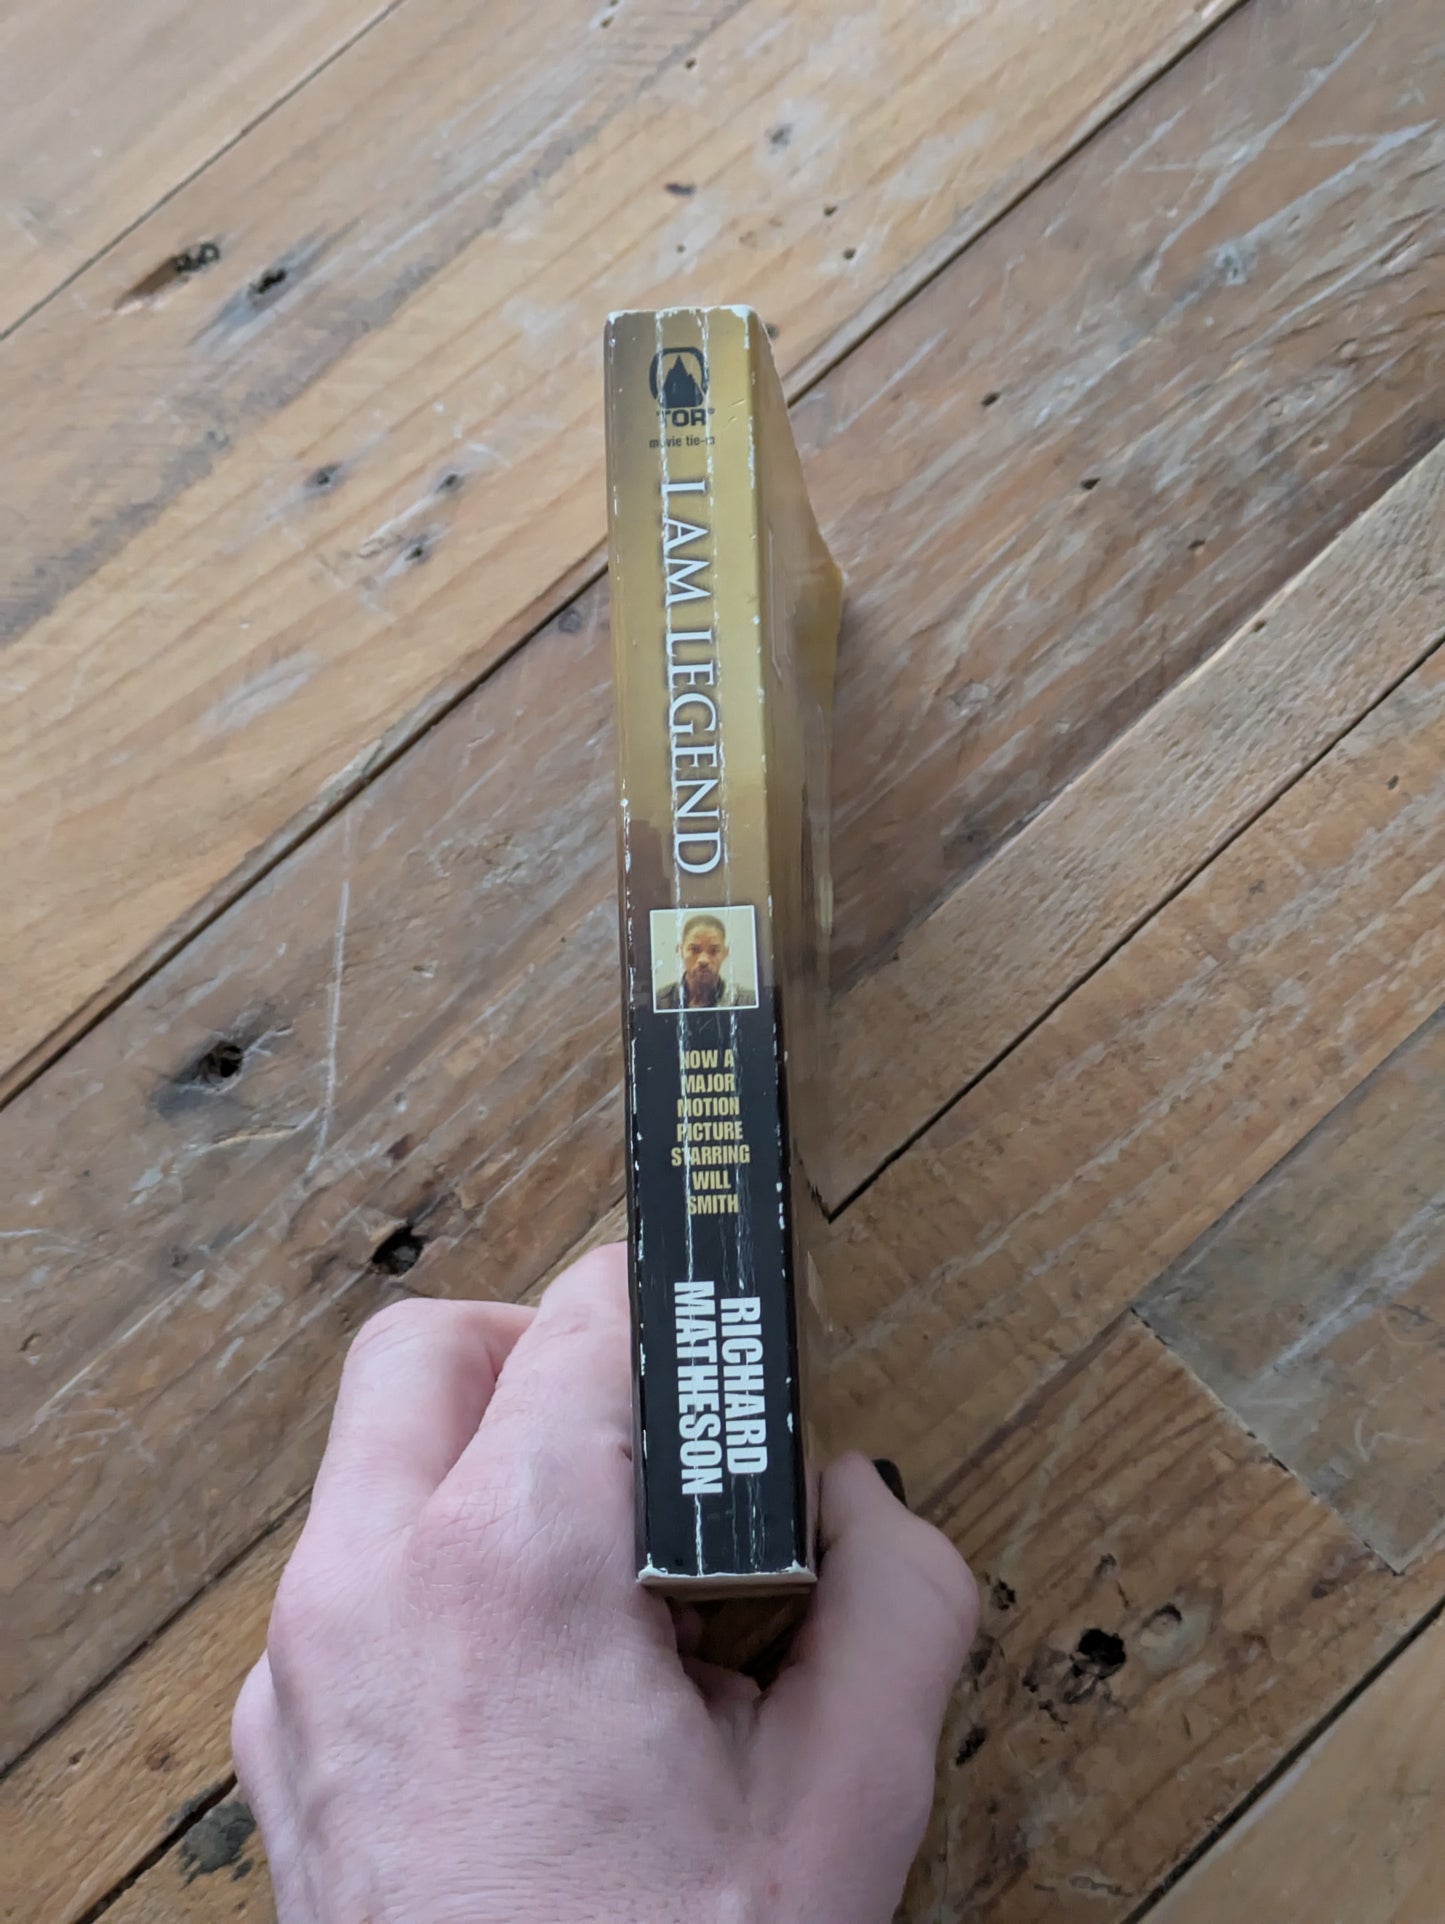 TOR®
movie tie-in
I AM LEGEND
NOW A
MAJOR
MOTION
PICTURE
STARRING
WILL
SMITH
RICHARD
MATHESON